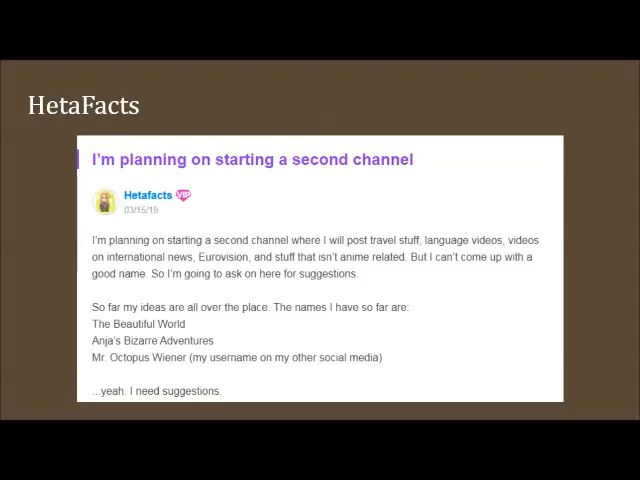 HetaFacts
I'm planning on starting a second channel
Hetafacts VIP
03/15/19
I'm planning on starting a second channel where I will post travel stuff, language videos, videos
on international news, Eurovision, and stuff that isn't anime related. But I can't come up with a
good name. So I'm going to ask on here for suggestions.
So far my ideas are all over the place. The names I have so far are:
The Beautiful World
Anja's Bizarre Adventures
Mr. Octopus Wiener (my username on my other social media)
...yeah. I need suggestions.